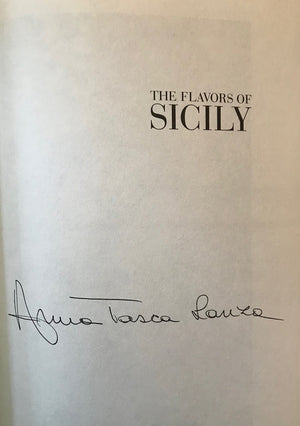 THE FLAVORS OF
SICILY
Anna Tasca Lanza